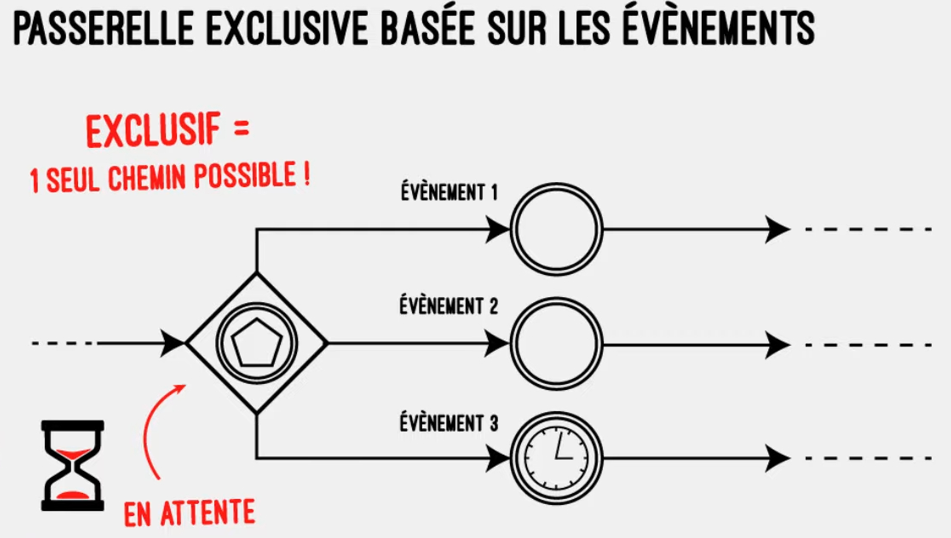 PASSERELLE EXCLUSIVE BASÉE SUR LES ÉVÈNEMENTS
EXCLUSIF =
1 SEUL CHEMIN POSSIBLE !
ÉVÈNEMENT 1
ÉVÈNEMENT 2
ÉVÈNEMENT 3
EN ATTENTE